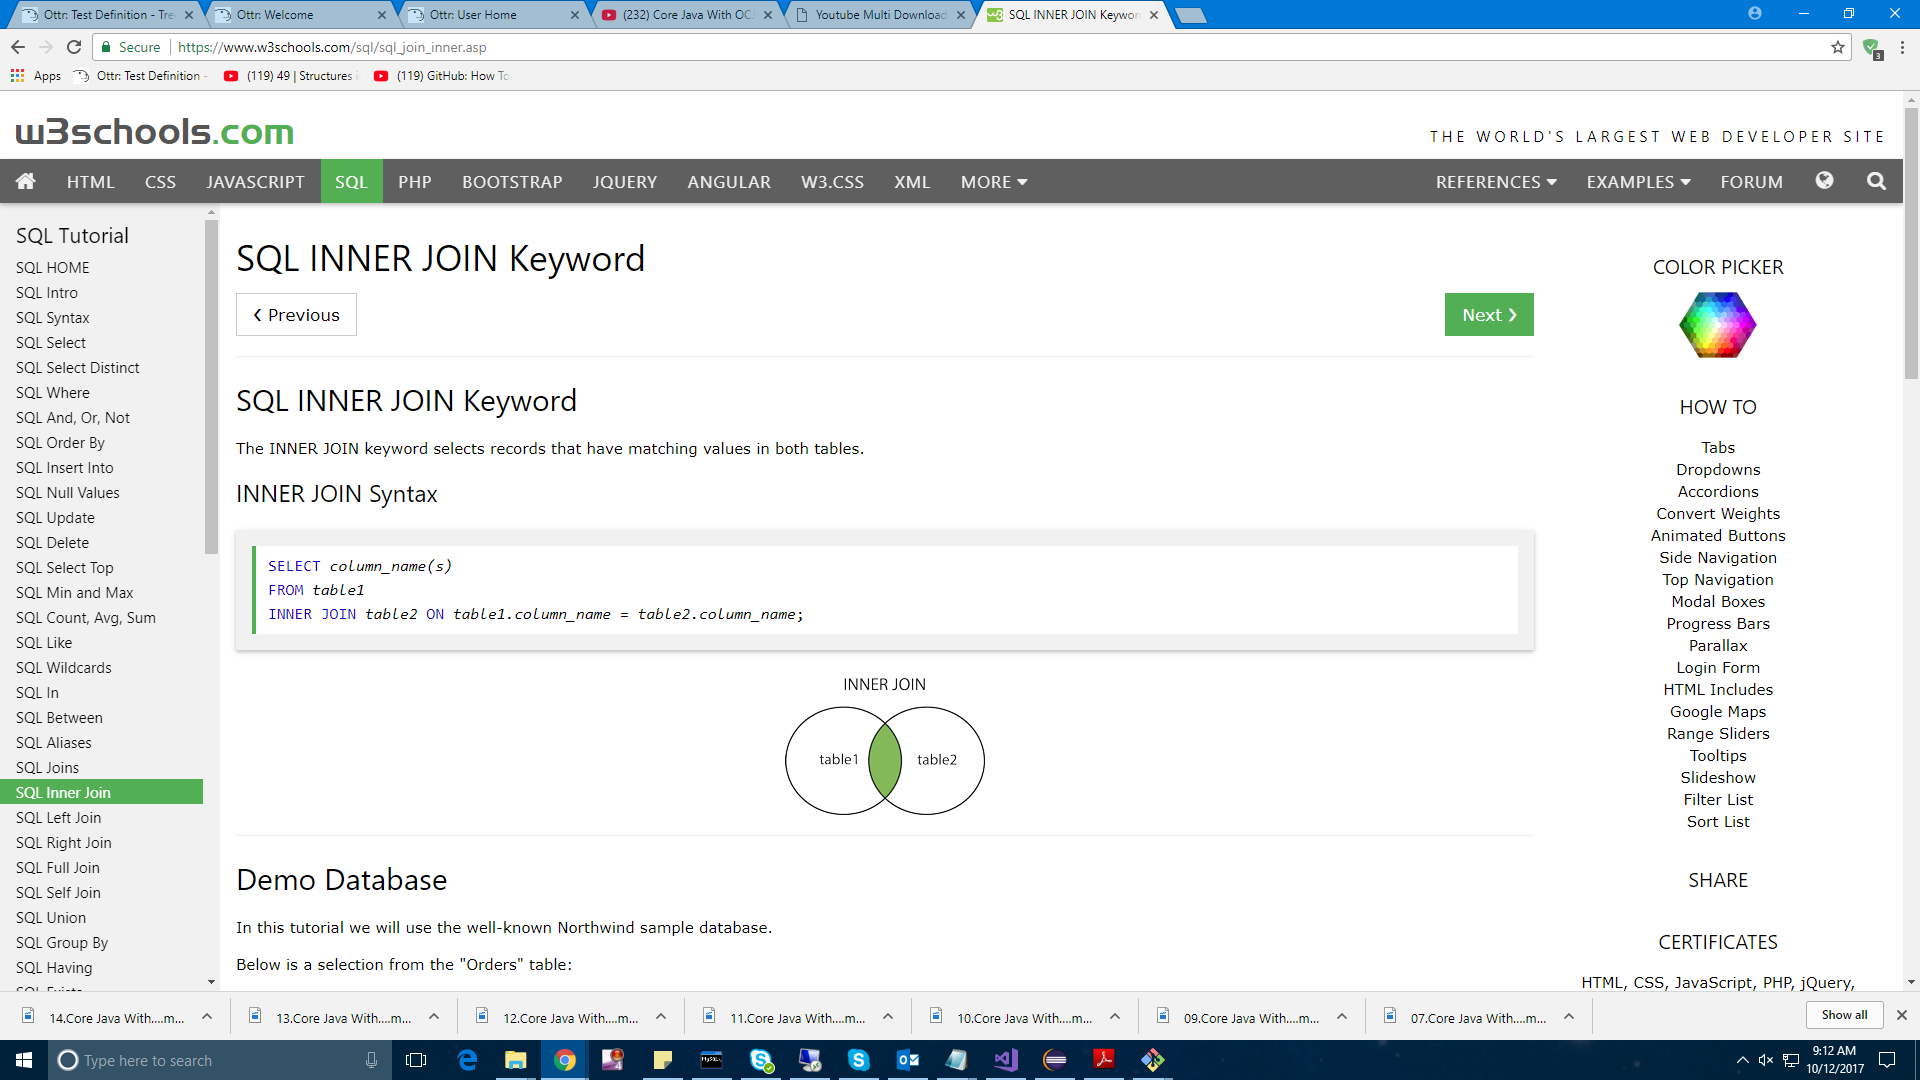 Ottr: Test Definition - Tre
Ottr: Welcome
Ottr: User Home
(232) Core Java With OC
Youtube Multi Download
SQL INNER JOIN Keywor
Secure
https://www.w3schools.com/sql/sql_join_inner.asp
3
Apps
Ottr: Test Definition -
(119) 49 | Structures
(119) GitHub: How To
w3schools.com
THE WORLD'S LARGEST WEB DEVELOPER SITE
HTML CSS JAVASCRIPT SQL PHP BOOTSTRAP JQUERY ANGULAR W3.CSS XML MORE REFERENCES EXAMPLES FORUM
SQL Tutorial
SQL HOME
SQL Intro
SQL Syntax
SQL Select
SQL Select Distinct
SQL Where
SQL And, Or, Not
SQL Order By
SQL Insert Into
SQL Null Values
SQL Update
SQL Delete
SQL Select Top
SQL Min and Max
SQL Count, Avg, Sum
SQL Like
SQL Wildcards
SQL In
SQL Between
SQL Aliases
SQL Joins
SQL Inner Join
SQL Left Join
SQL Right Join
SQL Full Join
SQL Self Join
SQL Union
SQL Group By
SQL Having
SQL Exists
SQL INNER JOIN Keyword
❮ Previous
Next ❯
SQL INNER JOIN Keyword
The INNER JOIN keyword selects records that have matching values in both tables.
INNER JOIN Syntax
SELECT column_name(s)
FROM table1
INNER JOIN table2 ON table1.column_name = table2.column_name;
INNER JOIN
table1
table2
Demo Database
In this tutorial we will use the well-known Northwind sample database.
Below is a selection from the "Orders" table:
COLOR PICKER
HOW TO
Tabs
Dropdowns
Accordions
Convert Weights
Animated Buttons
Side Navigation
Top Navigation
Modal Boxes
Progress Bars
Parallax
Login Form
HTML Includes
Google Maps
Range Sliders
Tooltips
Slideshow
Filter List
Sort List
SHARE
CERTIFICATES
HTML, CSS, JavaScript, PHP, jQuery,
14.Core Java With....m...
13.Core Java With....m...
12.Core Java With....m...
11.Core Java With....m...
10.Core Java With....m...
09.Core Java With....m...
07.Core Java With....m...
Show all
Type here to search
9:12 AM
10/12/2017